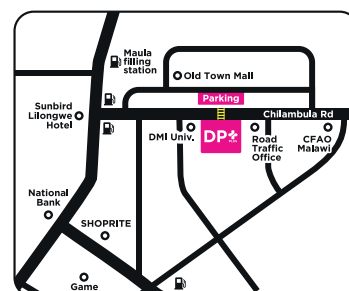 Maula
filling
station
Old Town Mall
Parking
Sunbird
Lilongwe
Hotel
Chilambula Rd
DMI Univ.
DP
Road
Traffic
Office
CFAO
Malawi
National
Bank
SHOPRITE
Game